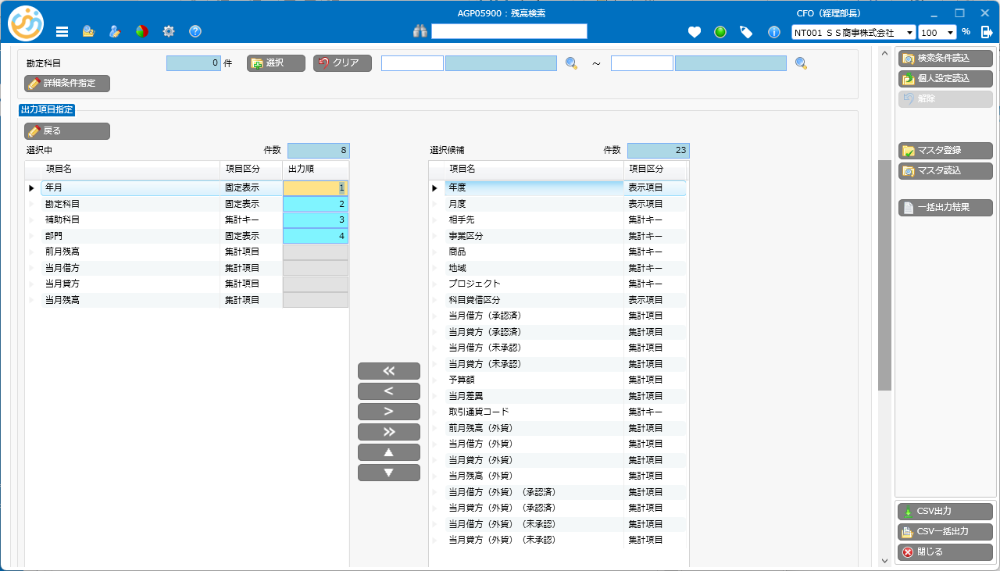 AGP05900：残高検索
CFO（経理部長）
NT001 ＳＳ商事株式会社 100 %
勘定科目 0 件 選択 クリア ～
詳細条件指定
出力項目指定
戻る
選択中 件数 8
項目名 項目区分 出力順
年月 固定表示 1
勘定科目 固定表示 2
補助科目 集計キー 3
部門 固定表示 4
前月残高 集計項目
当月借方 集計項目
当月貸方 集計項目
当月残高 集計項目
選択候補 件数 23
項目名 項目区分
年度 表示項目
月度 表示項目
相手先 集計キー
事業区分 集計キー
商品 集計キー
地域 集計キー
プロジェクト 集計キー
科目貸借区分 表示項目
当月借方（承認済） 集計項目
当月貸方（承認済） 集計項目
当月借方（未承認） 集計項目
当月貸方（未承認） 集計項目
予算額 集計項目
当月差異 集計項目
取引通貨コード 集計キー
前月残高（外貨） 集計項目
当月借方（外貨） 集計項目
当月貸方（外貨） 集計項目
当月残高（外貨） 集計項目
当月借方（外貨）（承認済） 集計項目
当月貸方（外貨）（承認済） 集計項目
当月借方（外貨）（未承認） 集計項目
当月貸方（外貨）（未承認） 集計項目
検索条件読込
個人設定読込
解除
マスタ登録
マスタ読込
一括出力結果
CSV出力
CSV一括出力
閉じる